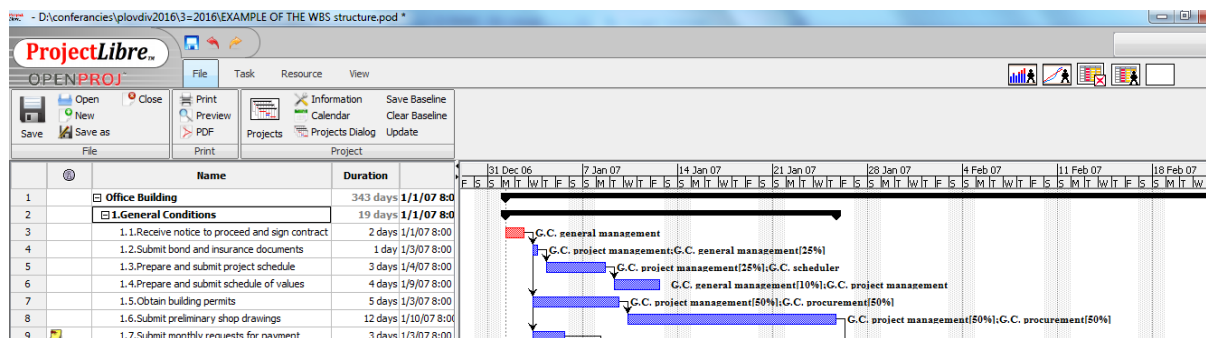 - D:\conferancies\plovdiv2016\3=2016\EXAMPLE OF THE WBS structure.pod *
ProjectLibre TM
OPENPROJ
File Task Resource View
Save
Open
New
Save as
Close
File
Print
Preview
PDF
Print
Projects
Information
Calendar
Projects Dialog
Save Baseline
Clear Baseline
Update
Project
Name Duration
31 Dec 06 7 Jan 07 14 Jan 07 21 Jan 07 28 Jan 07 4 Feb 07 11 Feb 07 18 Feb 07
F S S M T W T F S S M T W T F S S M T W T F S S M T W T F S S M T W T F S S M T W T F S S M T W T F S S M T W T F S S M T W
1 Office Building 343 days 1/1/07 8:0
2 1.General Conditions 19 days 1/1/07 8:0
3 1.1.Receive notice to proceed and sign contract 2 days 1/1/07 8:00 G.C. general management
4 1.2.Submit bond and insurance documents 1 day 1/3/07 8:00 G.C. project management;G.C. general management[25%]
5 1.3.Prepare and submit project schedule 3 days 1/4/07 8:00 G.C. project management[25%];G.C. scheduler
6 1.4.Prepare and submit schedule of values 4 days 1/9/07 8:00 G.C. general management[10%];G.C. project management
7 1.5.Obtain building permits 5 days 1/3/07 8:00 G.C. project management[50%];G.C. procurement[50%]
8 1.6.Submit preliminary shop drawings 12 days 1/10/07 8:00 G.C. project management[50%];G.C. procurement[50%]
9 1.7.Submit monthly requests for payment 3 days 1/3/07 8:00